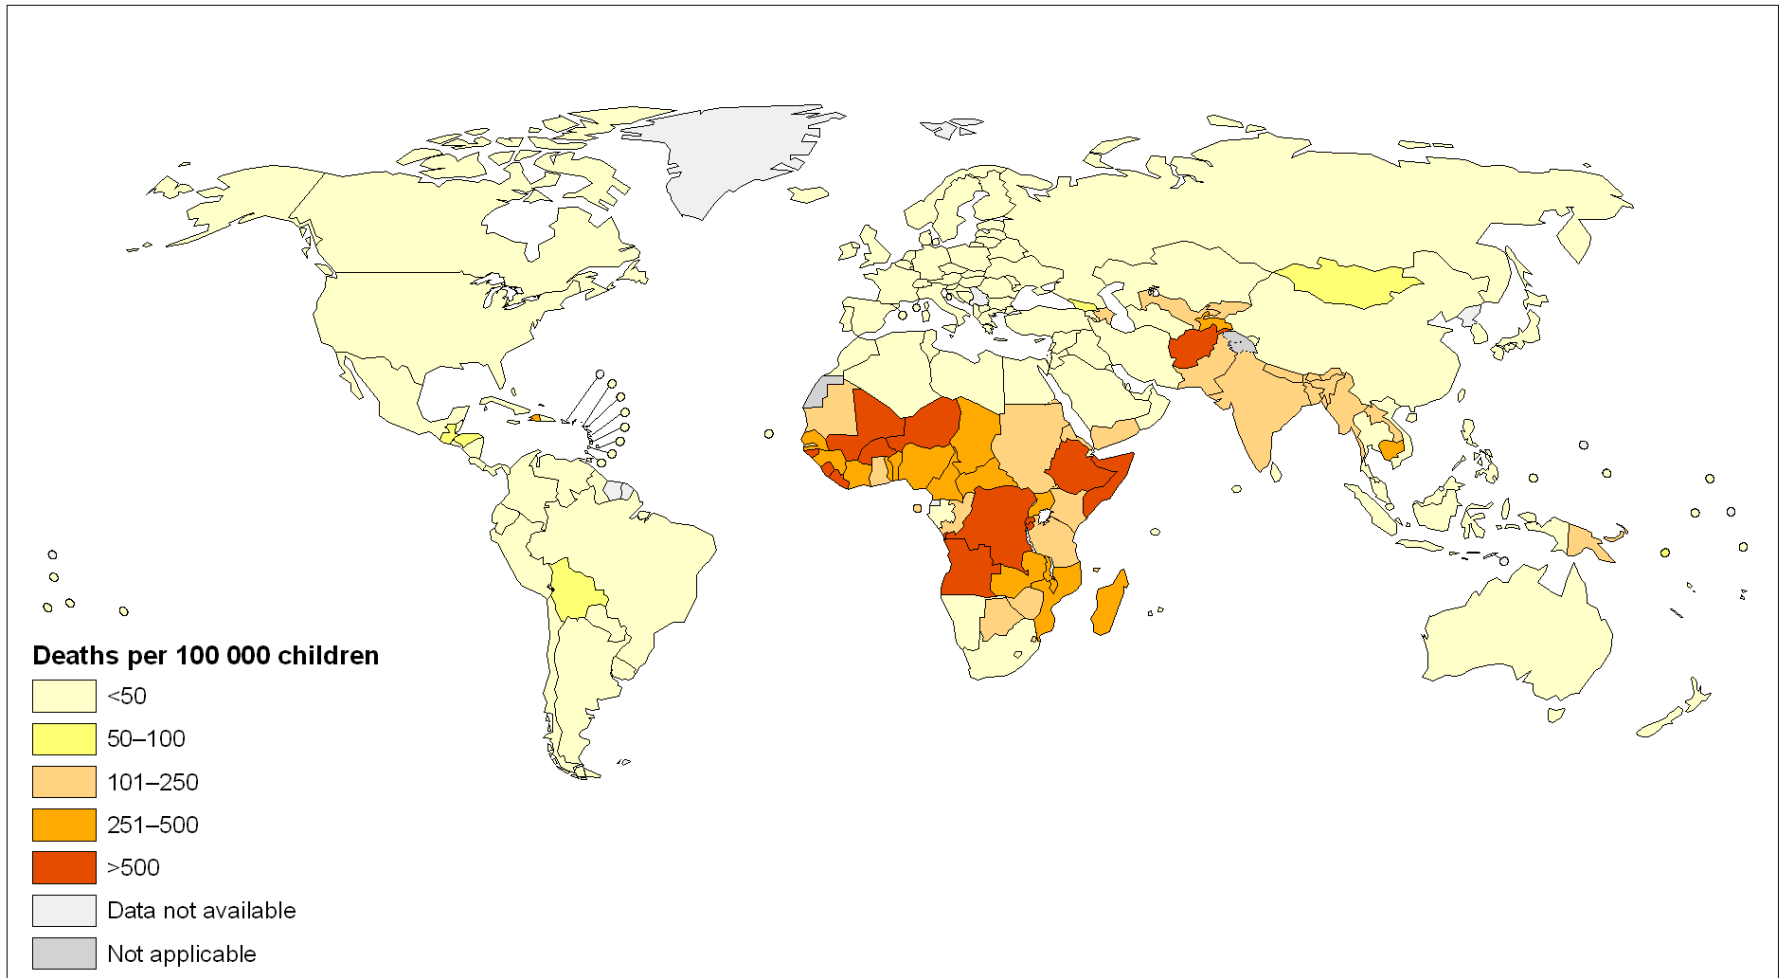 Deaths per 100 000 children
<50
50–100
101–250
251–500
>500
Data not available
Not applicable